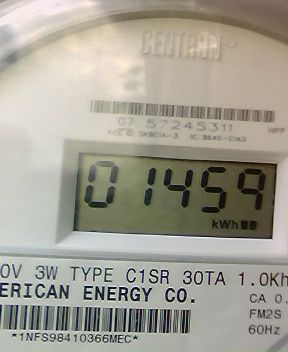 CENTRON®
07 57245311 MPP
01459
kWh
0V 3W TYPE C1SR 30TA 1.0Kh
ERICAN ENERGY CO. CA 0.
FM2S
60Hz
*1NFS98410366MEC*